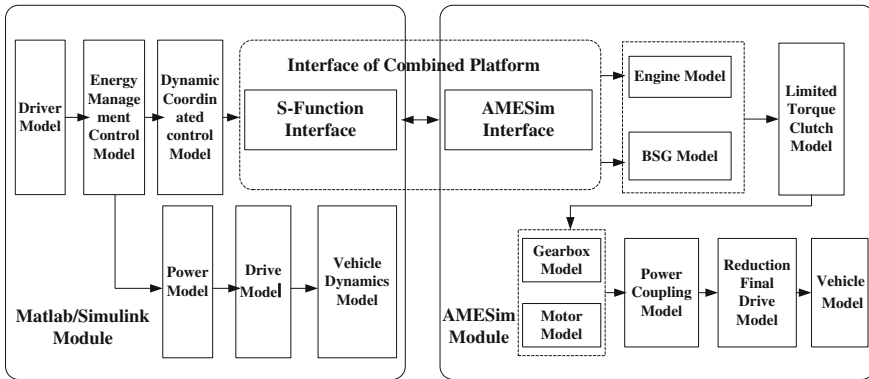 Interface of Combined Platform
Driver
Model
Energy
Manage
ment
Control
Model
Dynamic
Coordin
ated
control
Model
S-Function
Interface
AMESim
Interface
Engine Model
BSG Model
Limited
Torque
Clutch
Model
Power
Model
Drive
Model
Vehicle
Dynamics
Model
Matlab/Simulink
Module
Gearbox
Model
Motor
Model
Power
Coupling
Model
Reduction
Final
Drive
Model
Vehicle
Model
AMESim
Module